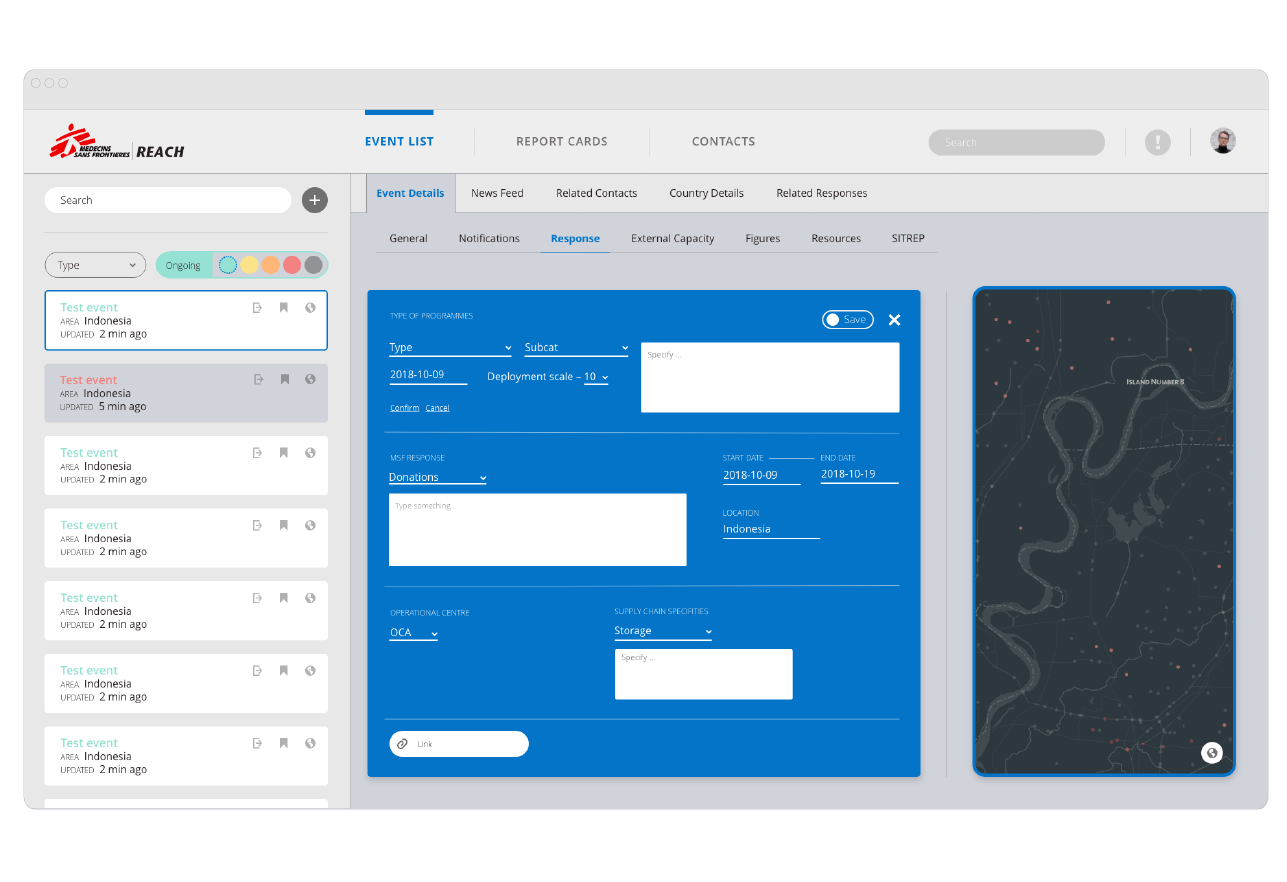 MEDECINS
SANS FRONTIERES
REACH
EVENT LIST
REPORT CARDS
CONTACTS
Search
!
Search
+
Type
Ongoing
Test event
AREA Indonesia
UPDATED 2 min ago
Test event
AREA Indonesia
UPDATED 5 min ago
Test event
AREA Indonesia
UPDATED 2 min ago
Test event
AREA Indonesia
UPDATED 2 min ago
Test event
AREA Indonesia
UPDATED 2 min ago
Test event
AREA Indonesia
UPDATED 2 min ago
Test event
AREA Indonesia
UPDATED 2 min ago
Event Details
News Feed
Related Contacts
Country Details
Related Responses
General
Notifications
Response
External Capacity
Figures
Resources
SITREP
TYPE OF PROGRAMMES
Save
Type
Subcat
Specify ...
2018-10-09
Deployment scale – 10
Confirm Cancel
MSF RESPONSE
Donations
Type something
START DATE
END DATE
2018-10-09
2018-10-19
LOCATION
Indonesia
OPERATIONAL CENTRE
OCA
SUPPLY CHAIN SPECIFITIES
Storage
Specify ...
Link
ISLAND NUMBER 8